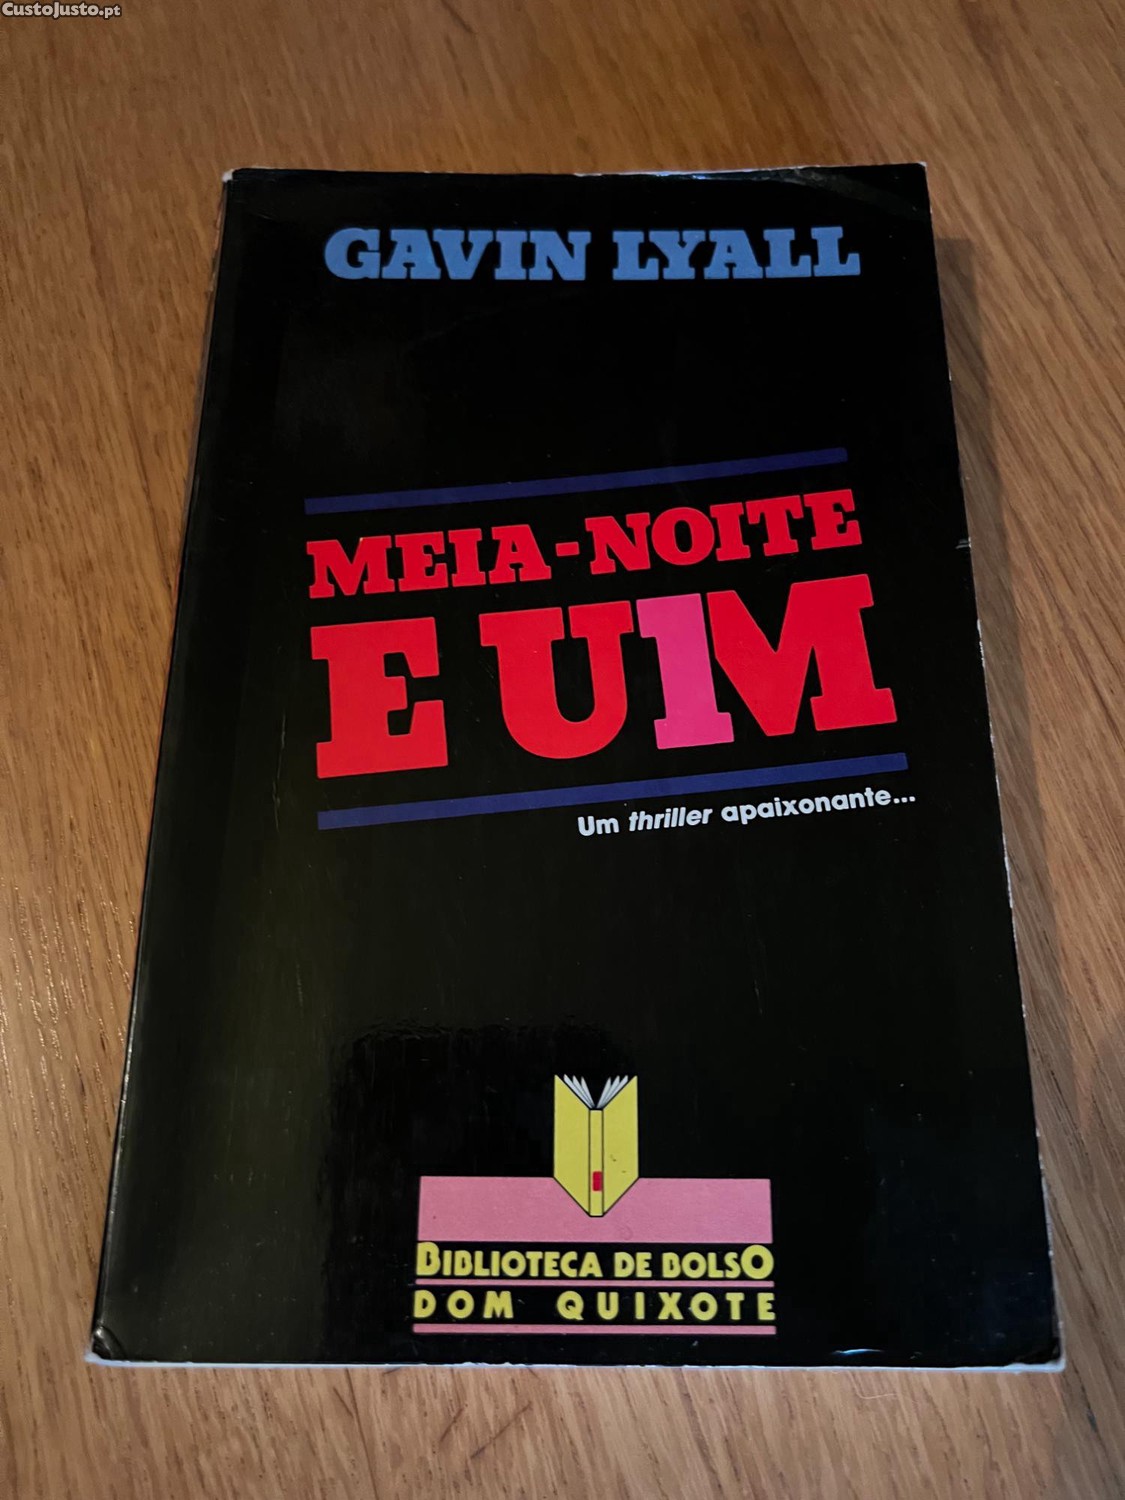 CustoJusto.pt
GAVIN LYALL
MEIA-NOITE
E UM
Um thriller apaixonante...
BIBLIOTECA DE BOLSO
DOM QUIXOTE